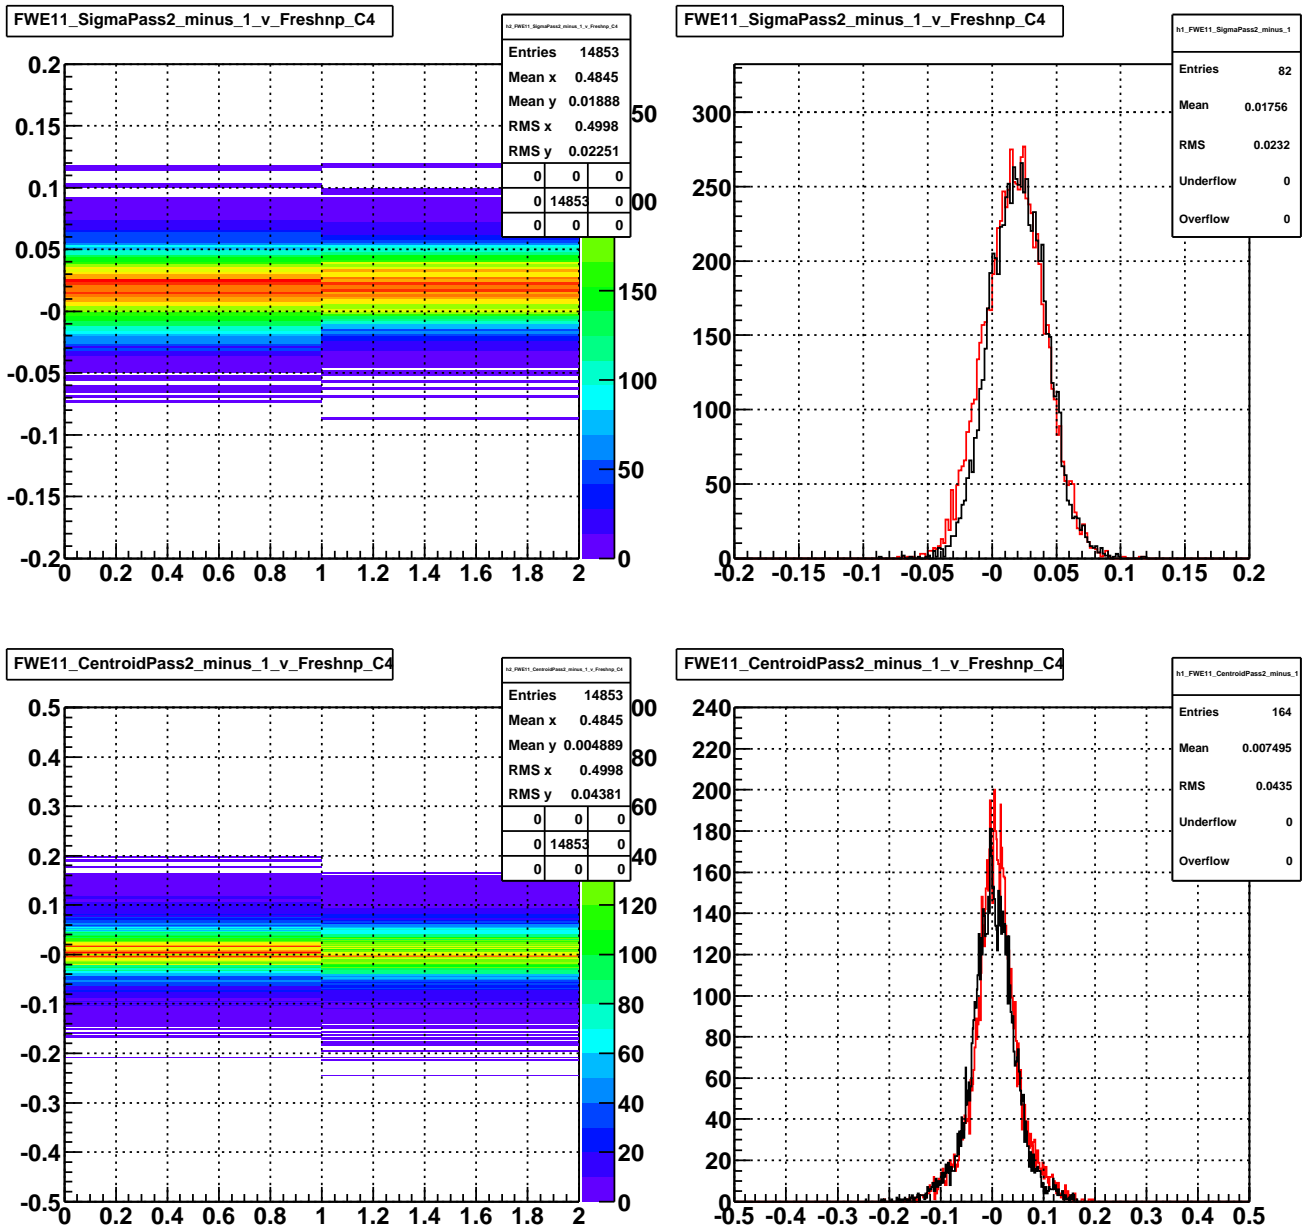 FWE11_SigmaPass2_minus_1_v_Freshnp_C4
h2_FWE11_SigmaPass2_minus_1_v_Freshnp_C4
Entries 14853
Mean x 0.4845
Mean y 0.01888
RMS x 0.4998
RMS y 0.02251
0 0 0
0 14853 0
0 0 0
0.2
0.15
0.1
0.05
-0
-0.05
-0.1
-0.15
-0.2
0 0.2 0.4 0.6 0.8 1 1.2 1.4 1.6 1.8 2
50
00
150
100
50
0
FWE11_SigmaPass2_minus_1_v_Freshnp_C4
h1_FWE11_SigmaPass2_minus_1
Entries 82
Mean 0.01756
RMS 0.0232
Underflow 0
Overflow 0
300
250
200
150
100
50
0
-0.2 -0.15 -0.1 -0.05 -0 0.05 0.1 0.15 0.2
FWE11_CentroidPass2_minus_1_v_Freshnp_C4
h2_FWE11_CentroidPass2_minus_1_v_Freshnp_C4
Entries 14853
Mean x 0.4845
Mean y 0.004889
RMS x 0.4998
RMS y 0.04381
0 0 0
0 14853 0
0 0 0
0.5
0.4
0.3
0.2
0.1
-0
-0.1
-0.2
-0.3
-0.4
-0.5
0 0.2 0.4 0.6 0.8 1 1.2 1.4 1.6 1.8 2
00
80
60
40
120
100
80
60
40
20
0
FWE11_CentroidPass2_minus_1_v_Freshnp_C4
h1_FWE11_CentroidPass2_minus_1
Entries 164
Mean 0.007495
RMS 0.0435
Underflow 0
Overflow 0
240
220
200
180
160
140
120
100
80
60
40
20
0
-0.5 -0.4 -0.3 -0.2 -0.1 -0 0.1 0.2 0.3 0.4 0.5